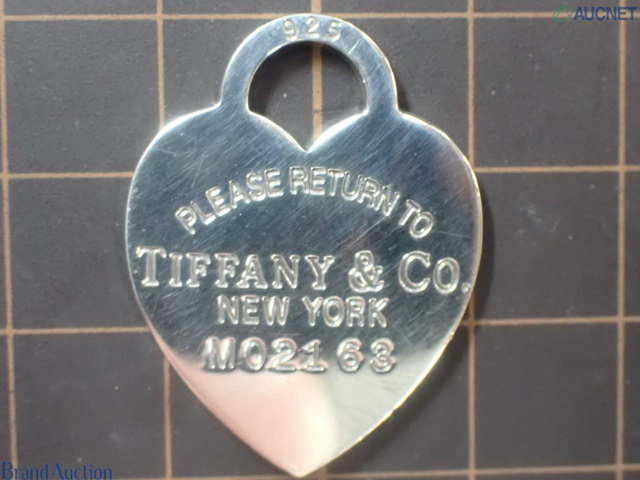 AUCNET
925
PLEASE RETURN TO
TIFFANY & CO.
NEW YORK
M02163
Brand Auction